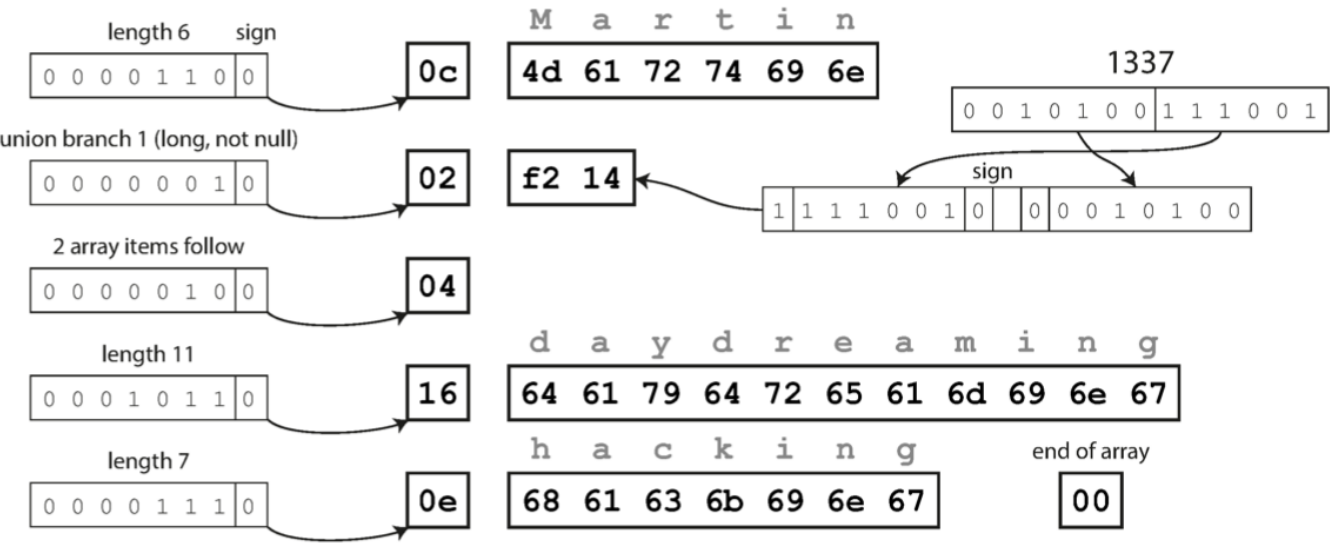 length 6 sign
0 0 0 0 1 1 0 0
0c
M a r t i n
4d 61 72 74 69 6e
1337
0 0 1 0 1 0 0 1 1 1 0 0 1
union branch 1 (long, not null)
0 0 0 0 0 0 1 0
02
f2 14
sign
1 1 1 1 0 0 1 0 0 0 0 1 0 1 0 0
2 array items follow
0 0 0 0 0 1 0 0
04
length 11
0 0 0 1 0 1 1 0
16
d a y d r e a m i n g
64 61 79 64 72 65 61 6d 69 6e 67
length 7
0 0 0 0 1 1 1 0
0e
h a c k i n g
68 61 63 6b 69 6e 67
end of array
00